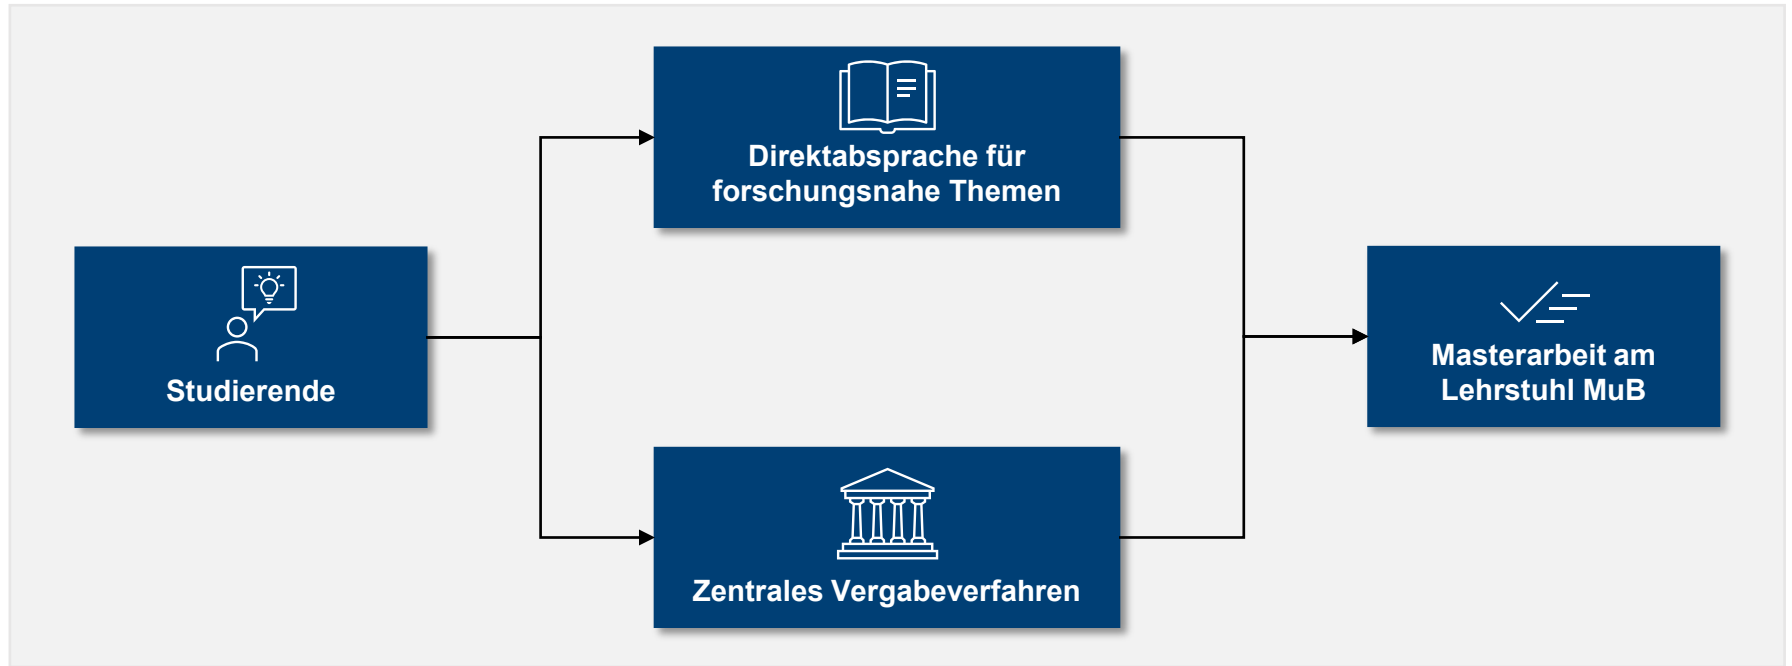 Direktabsprache für
forschungsnahe Themen
Studierende
Masterarbeit am
Lehrstuhl MuB
Zentrales Vergabeverfahren